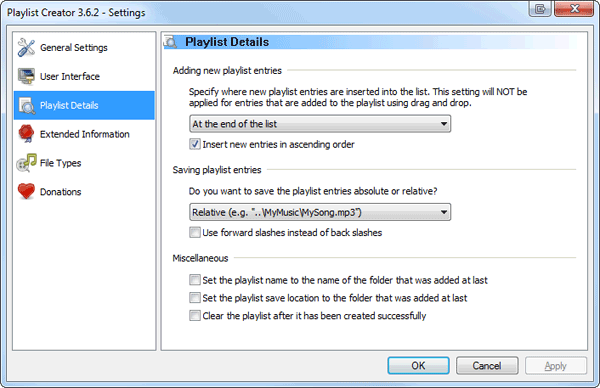 Playlist Creator 3.6.2 - Settings
General Settings
User Interface
Playlist Details
Extended Information
File Types
Donations
Playlist Details
Adding new playlist entries
Specify where new playlist entries are inserted into the list. This setting will NOT be
applied for entries that are added to the playlist using drag and drop.
At the end of the list
Insert new entries in ascending order
Saving playlist entries
Do you want to save the playlist entries absolute or relative?
Relative (e.g. "..\MyMusic\MySong.mp3")
Use forward slashes instead of back slashes
Miscellaneous
Set the playlist name to the name of the folder that was added at last
Set the playlist save location to the folder that was added at last
Clear the playlist after it has been created successfully
OK
Cancel
Apply